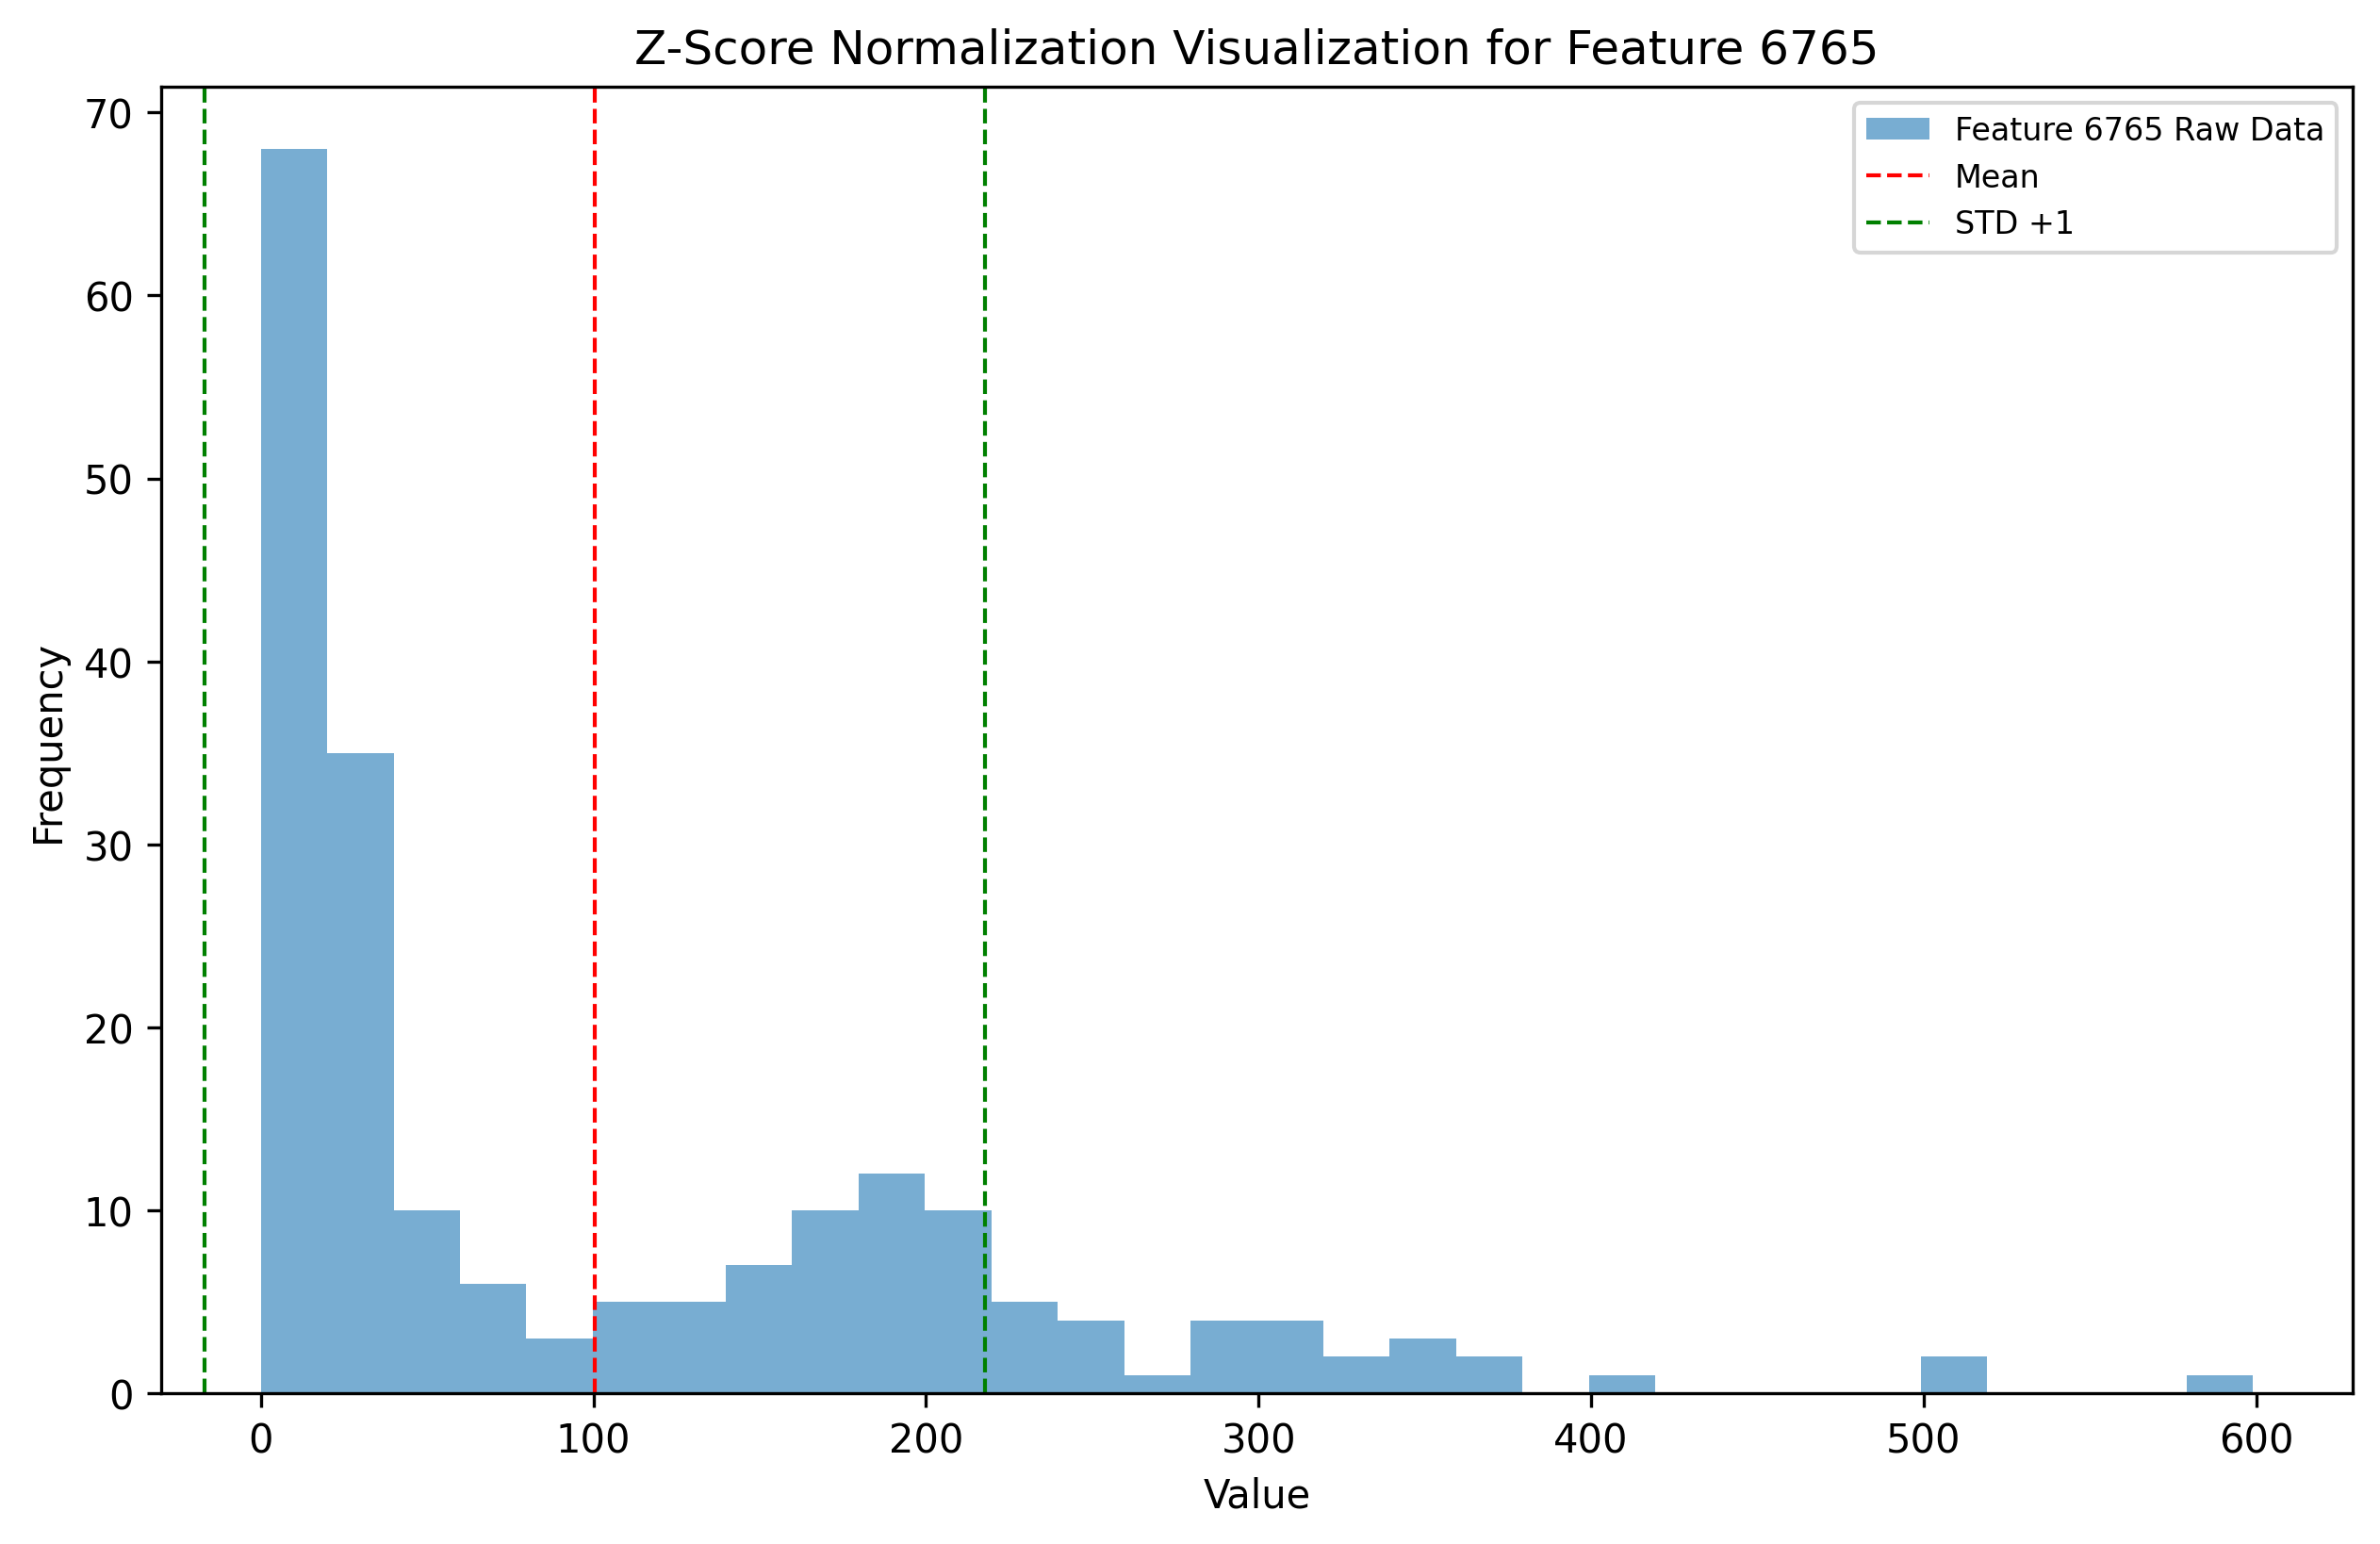 Z-Score Normalization Visualization for Feature 6765
Feature 6765 Raw Data
Mean
STD +1
70
60
50
40
30
20
10
0
Frequency
0 100 200 300 400 500 600
Value